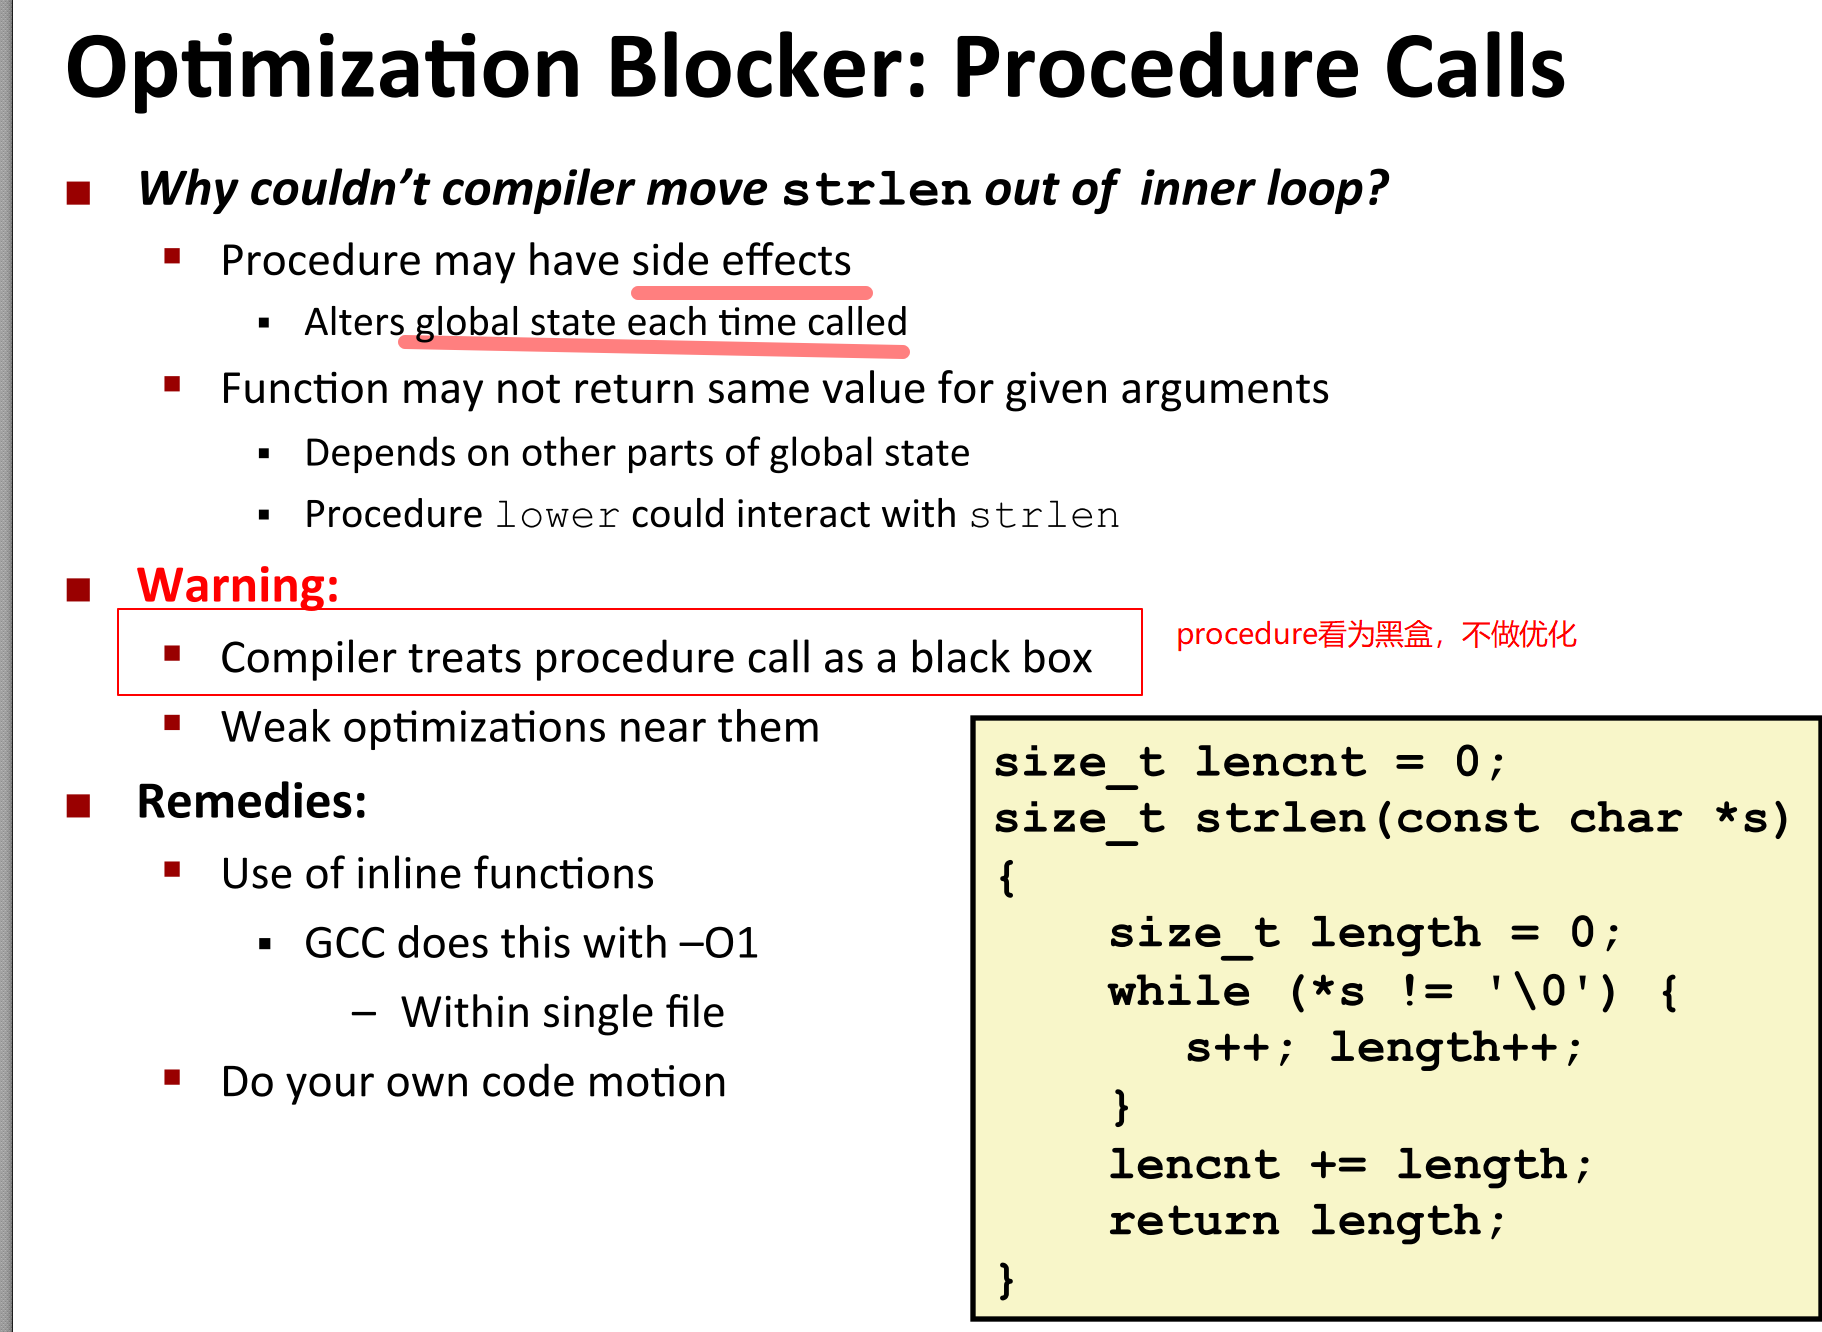 Optimization Blocker: Procedure Calls
Why couldn’t compiler move strlen out of inner loop?
Procedure may have side effects
Alters global state each time called
Function may not return same value for given arguments
Depends on other parts of global state
Procedure lower could interact with strlen
Warning:
Compiler treats procedure call as a black box
procedure看为黑盒，不做优化
Weak optimizations near them
Remedies:
Use of inline functions
GCC does this with –O1
– Within single file
Do your own code motion
size_t lencnt = 0;
size_t strlen(const char *s)
{
size_t length = 0;
while (*s != '\0') {
s++; length++;
}
lencnt += length;
return length;
}